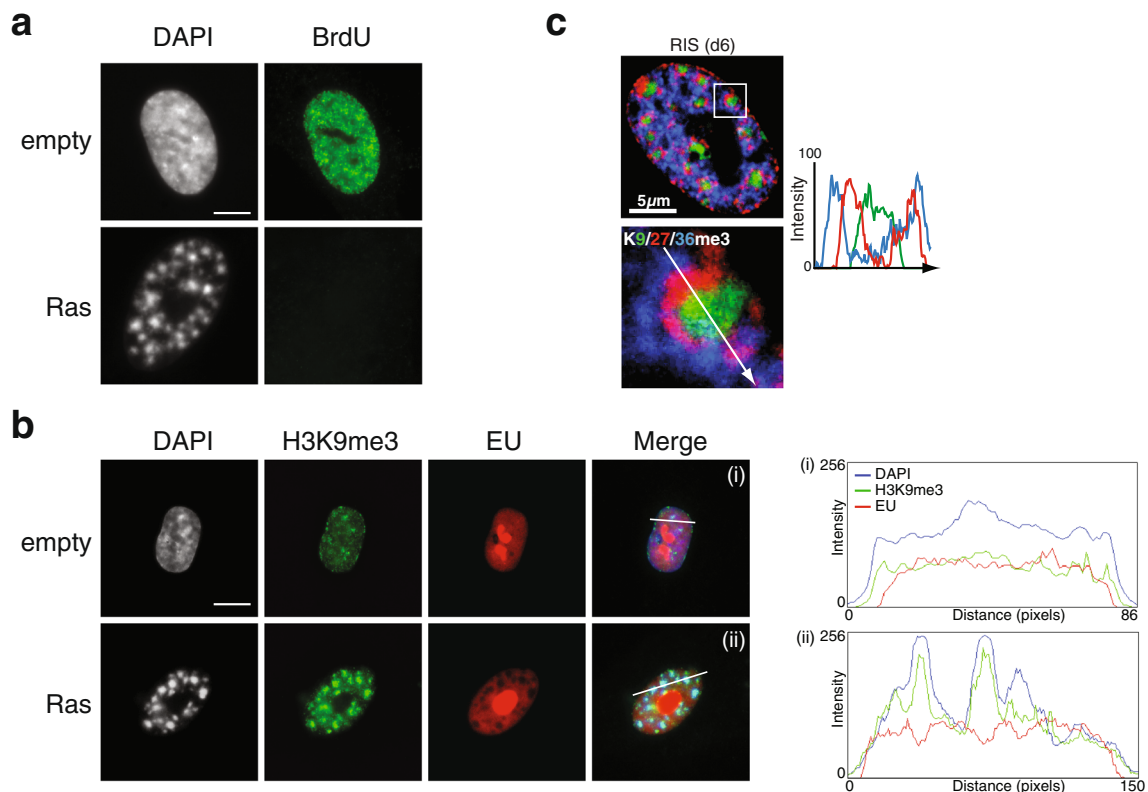 a
DAPI BrdU
empty
Ras
c
RIS (d6)
5µm
K9/27/36me3
100
Intensity
0
b
DAPI H3K9me3 EU Merge
empty
(i)
Ras
(ii)
(i)
256
Intensity
DAPI
H3K9me3
EU
0
0 Distance (pixels) 86
(ii)
256
Intensity
0
0 Distance (pixels) 150